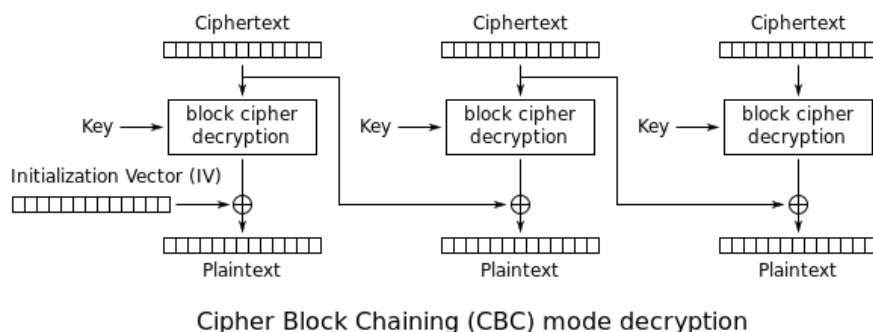 Ciphertext
Ciphertext
Ciphertext
Key
block cipher
decryption
Key
block cipher
decryption
Key
block cipher
decryption
Initialization Vector (IV)
Plaintext
Plaintext
Plaintext
Cipher Block Chaining (CBC) mode decryption